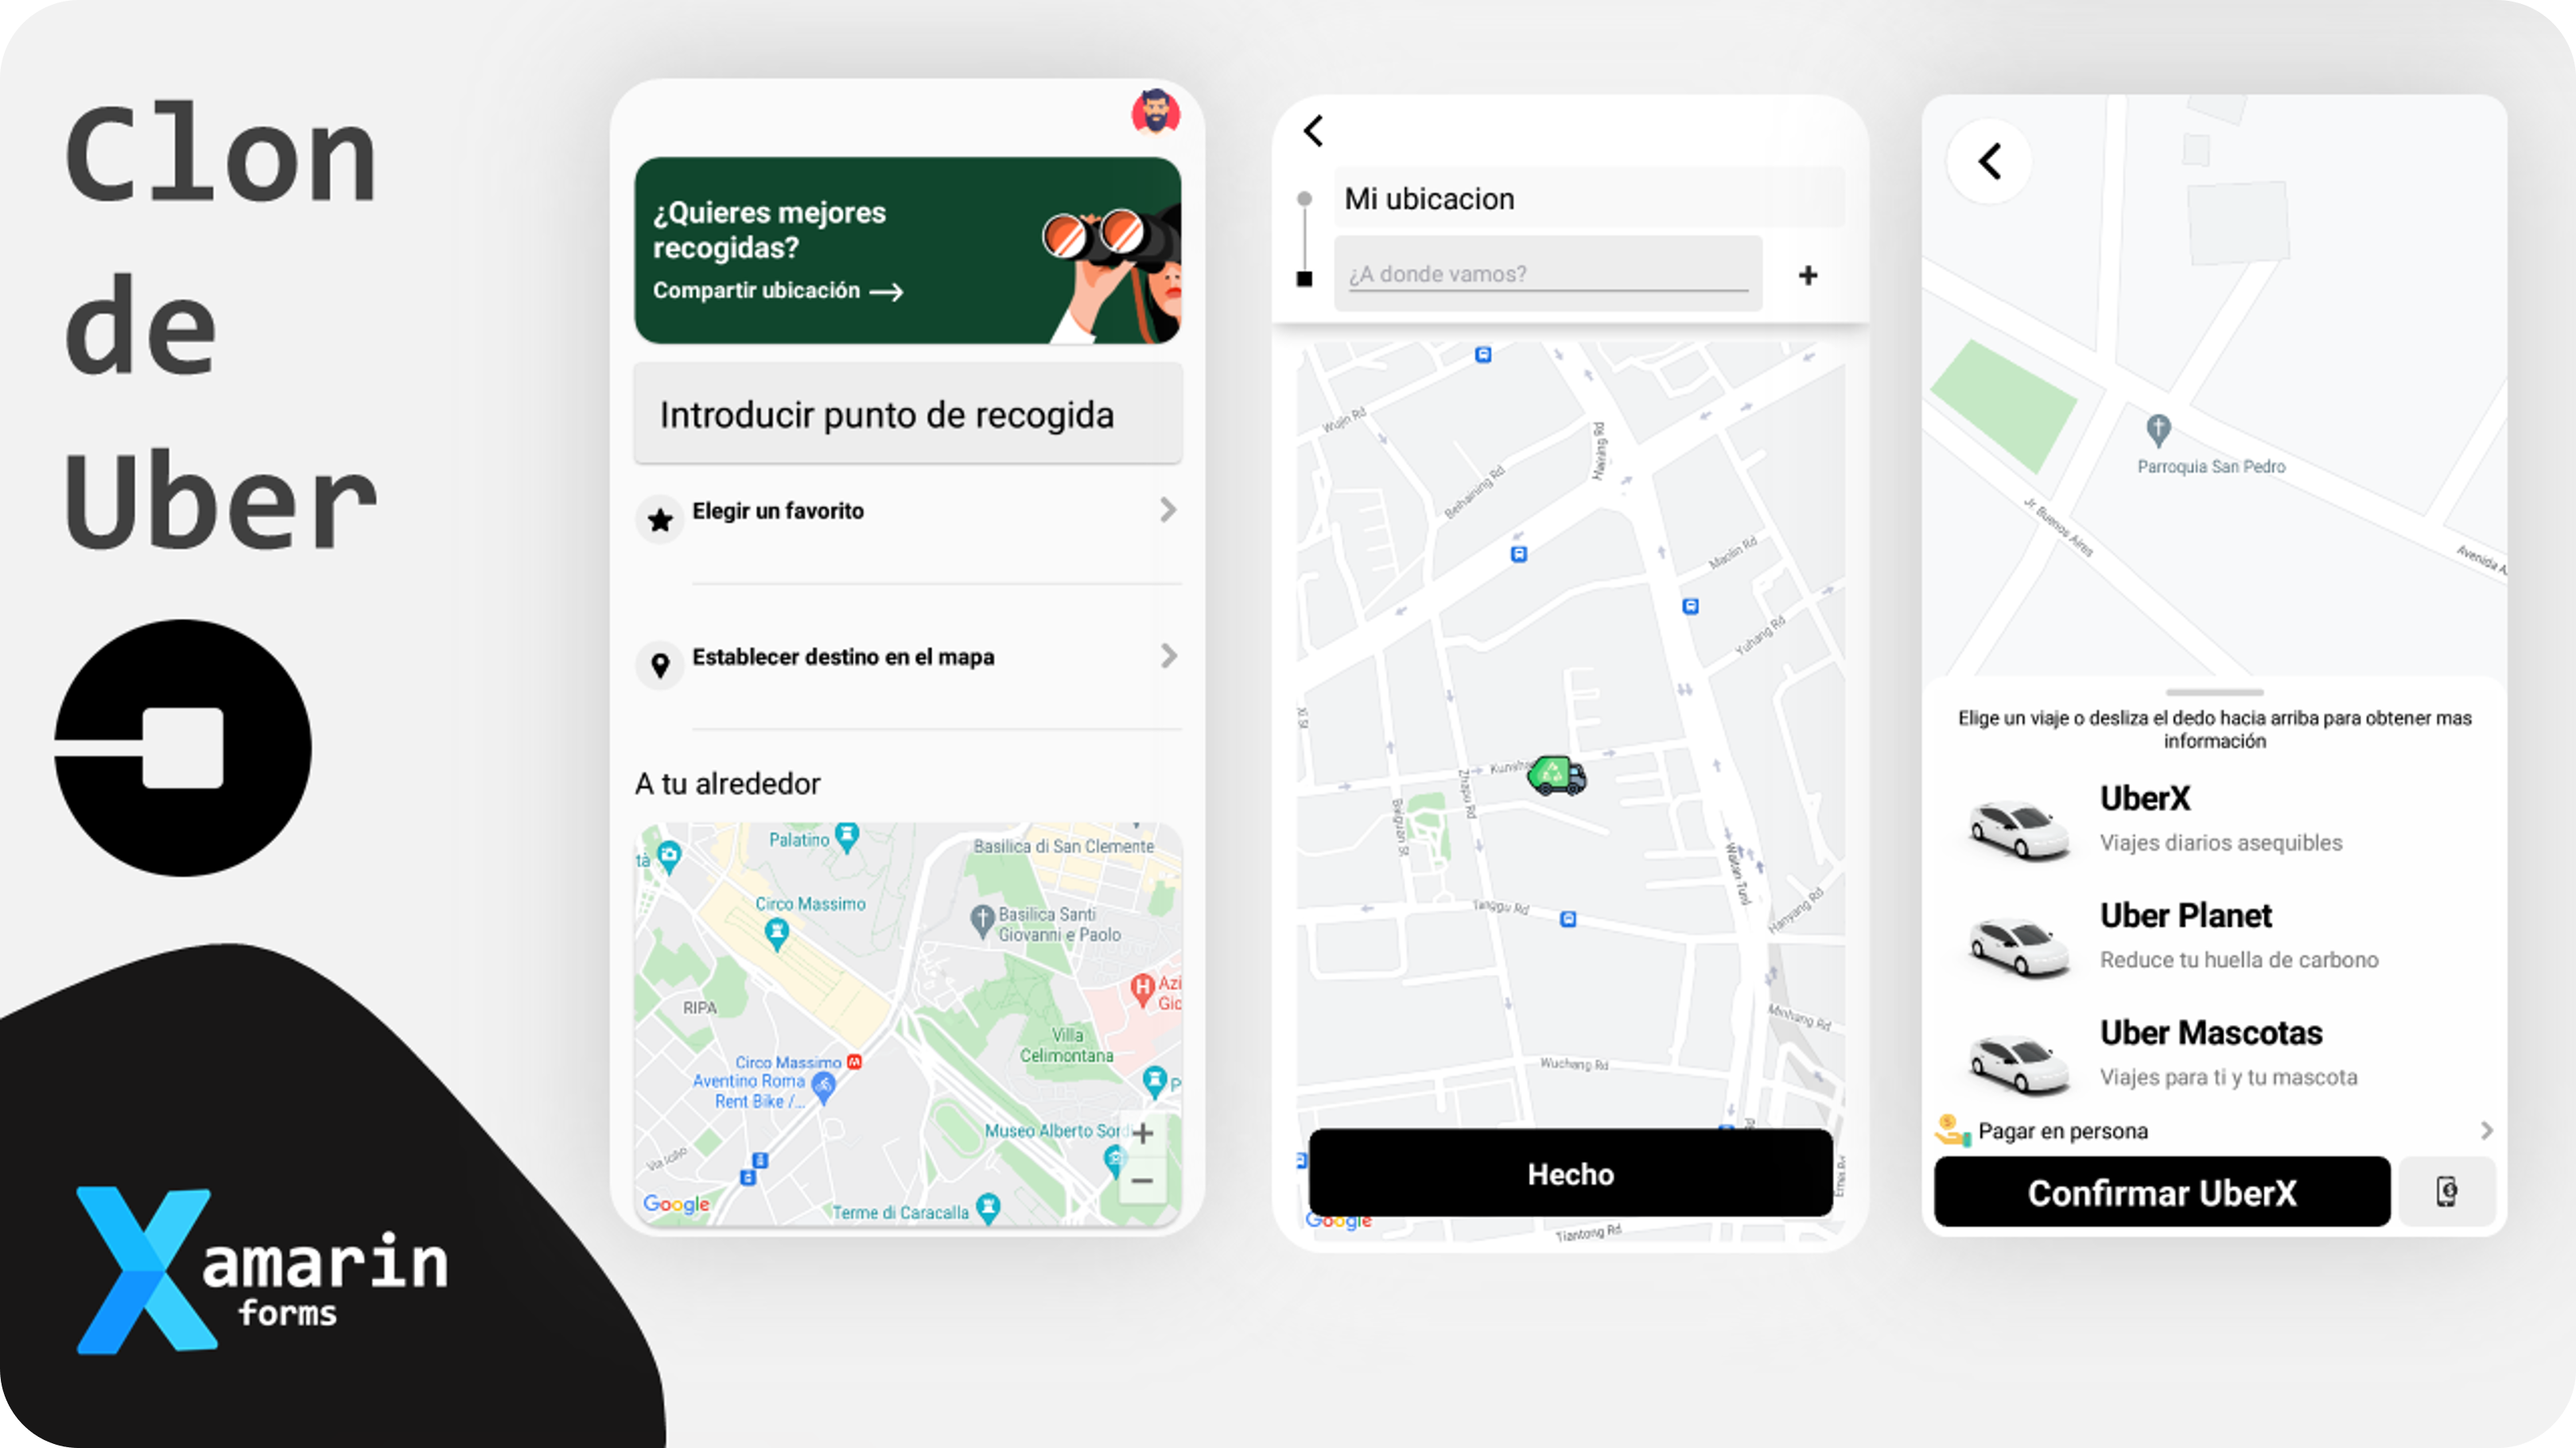 Clon
de
Uber
Xamarin
forms
¿Quieres mejores
recogidas?
Compartir ubicación
Introducir punto de recogida
Elegir un favorito
Establecer destino en el mapa
A tu alrededor
Palatino
Basilica di San Clemente
tà
Circo Massimo
Basilica Santi
Giovanni e Paolo
H Azi
Gic
RIPA
Villa
Celimontana
Circo Massimo M
Aventino Roma
Rent Bike /...
P
Museo Alberto Sordi
Google
Terme di Caracalla
Mi ubicacion
¿A donde vamos?
Wujin Rd
Haining Rd
Beihaining Rd
Maolin Rd
Yuhang Rd
Zhapu Rd
Tanggu Rd
Hanyang Rd
Minhang Rd
Wuchang Rd
Hecho
Google
Tiantong Rd
Parroquia San Pedro
Jr. Buenos Aires
Avenida A
Elige un viaje o desliza el dedo hacia arriba para obtener mas
información
UberX
Viajes diarios asequibles
Uber Planet
Reduce tu huella de carbono
Uber Mascotas
Viajes para ti y tu mascota
Pagar en persona
Confirmar UberX